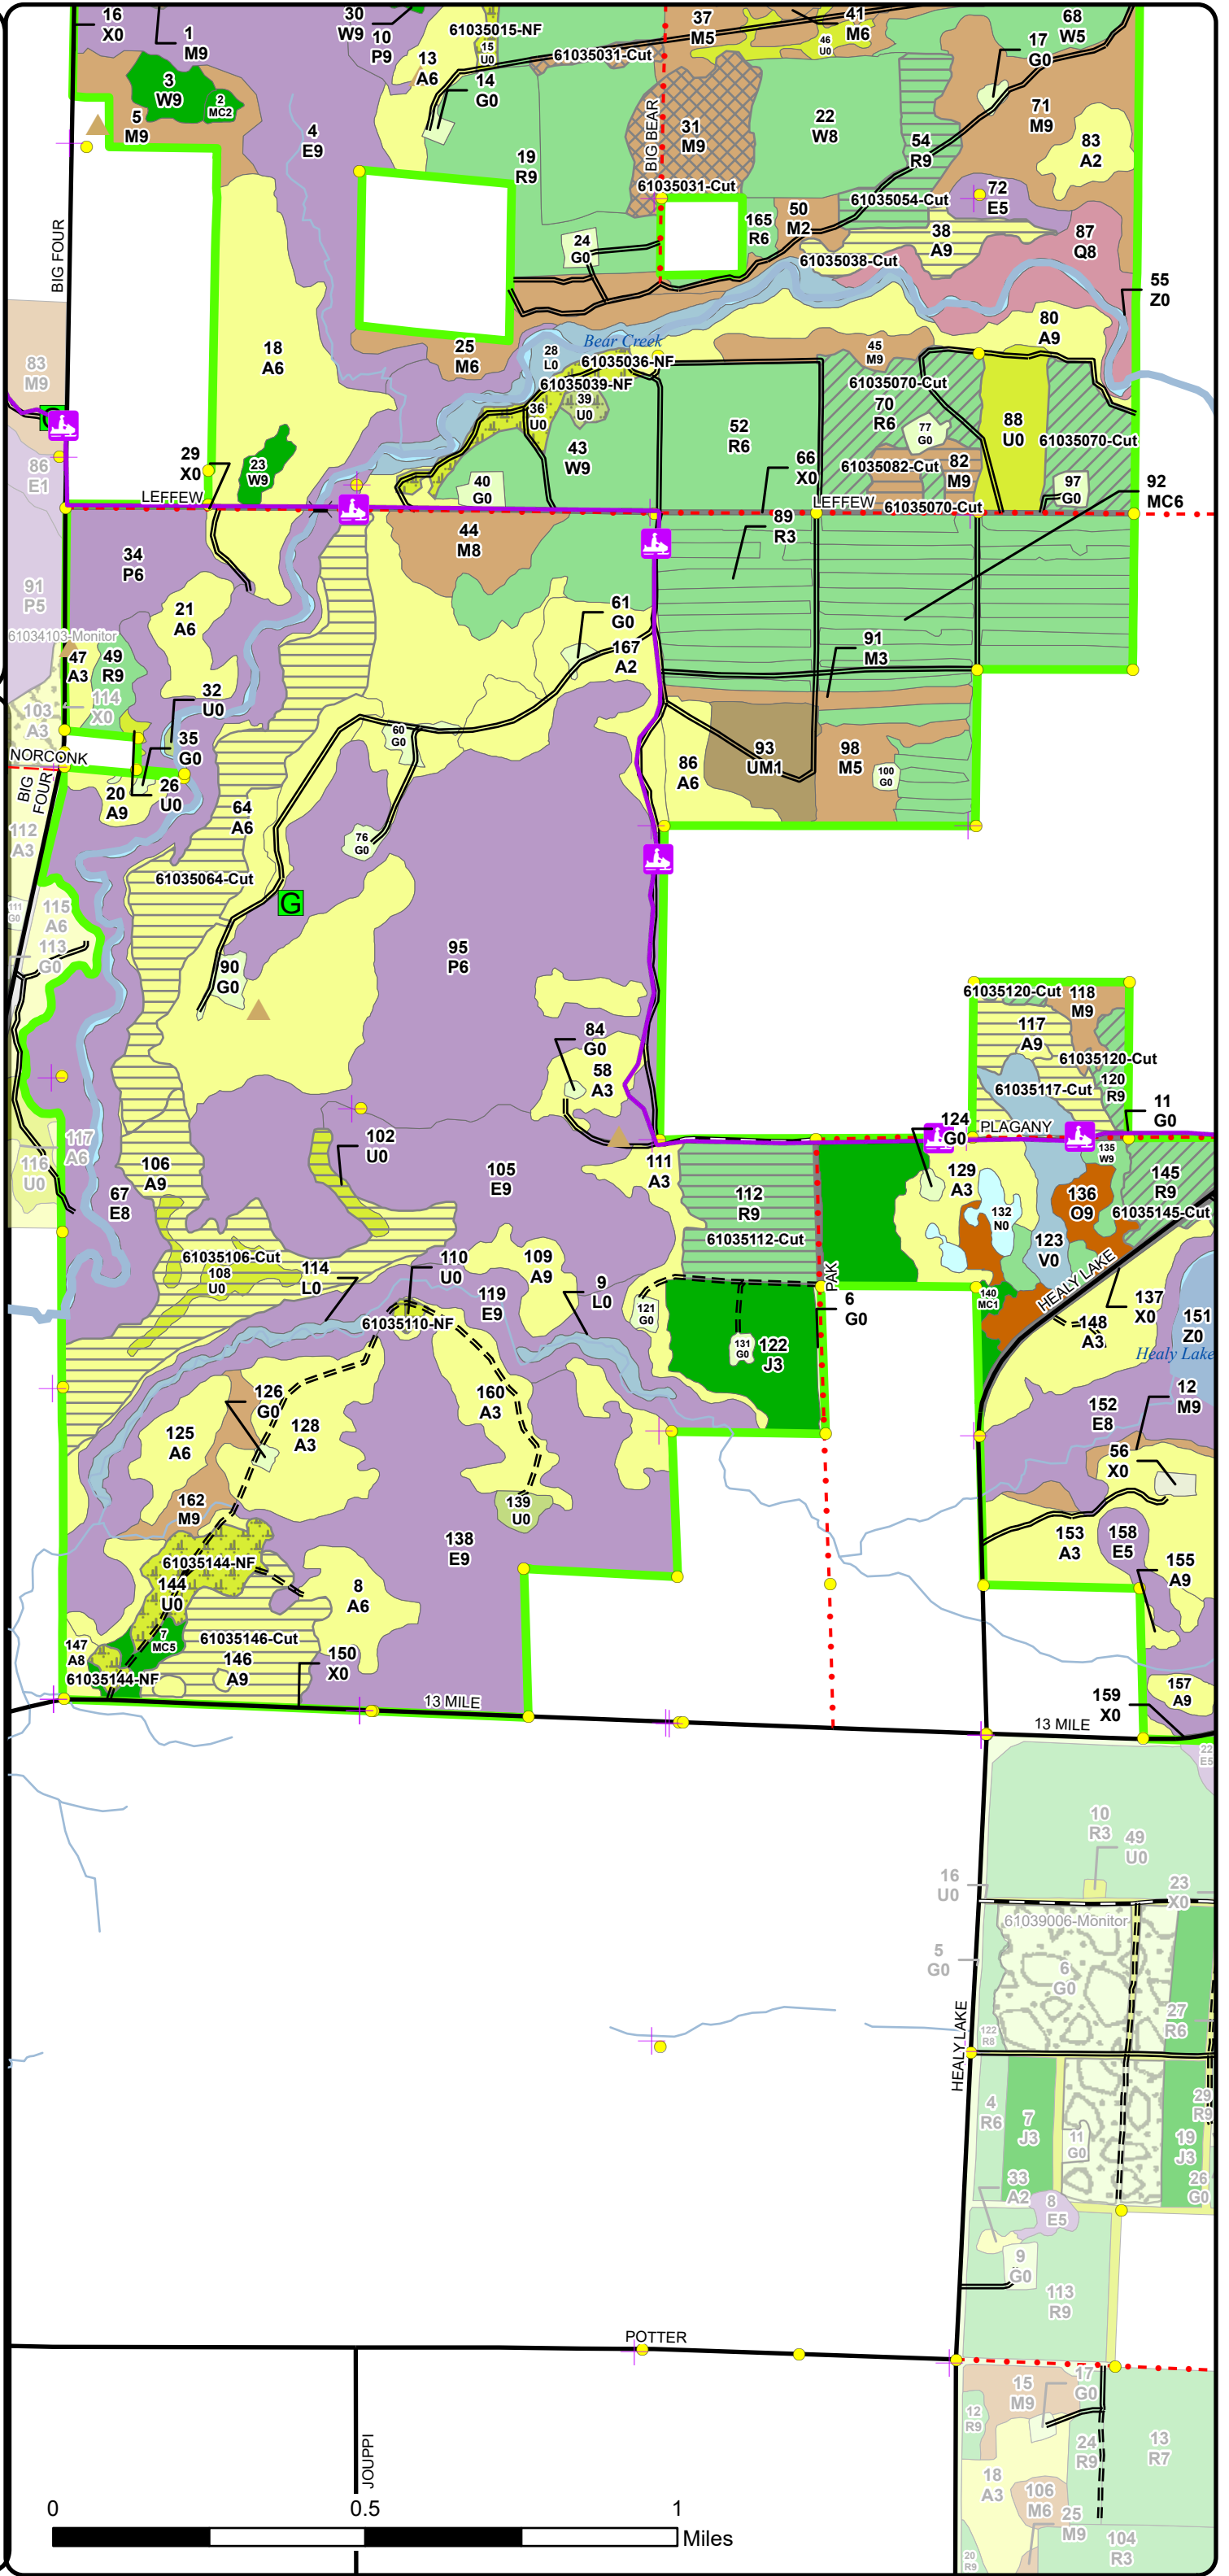 16
X0
1
M9
30
W9
10
P9
61035015-NF
15
U0
13
A6
14
G0
61035031-Cut
37
M5
41
M6
46
U0
68
W5
17
G0
3
W9
2
MC2
5
M9
4
E9
19
R9
BIG BEAR
31
M9
61035031-Cut
22
W8
54
R9
71
M9
83
A2
72
E5
61035054-Cut
165
R6
50
M2
38
A9
87
Q8
61035038-Cut
24
G0
BIG FOUR
55
Z0
80
A9
18
A6
25
M6
Bear Creek
28
L0
61035036-NF
61035039-NF
39
U0
36
U0
45
M9
61035070-Cut
70
R6
77
G0
88
U0
61035070-Cut
83
M9
86
E1
29
X0
23
W9
43
W9
40
G0
52
R6
66
X0
61035082-Cut
82
M9
97
G0
92
MC6
LEFFEW
LEFFEW
61035070-Cut
34
P6
44
M8
89
R3
91
P5
21
A6
61
G0
167
A2
91
M3
61034103-Monitor
47
A3
49
R9
114
X0
103
A3
32
U0
35
G0
NORCONK
BIG FOUR
20
A9
26
U0
60
G0
76
G0
86
A6
93
UM1
98
M5
100
G0
64
A6
112
A3
61035064-Cut
G
111
G0
115
A6
113
G0
90
G0
95
P6
84
G0
58
A3
61035120-Cut
118
M9
117
A9
61035120-Cut
61035117-Cut
120
R9
11
G0
PLAGANY
124
G0
117
A6
116
U0
102
U0
67
E8
106
A9
105
E9
111
A3
112
R9
61035112-Cut
129
A3
132
N0
135
W9
136
O9
145
R9
61035145-Cut
123
V0
HEALY LAKE
PAK
61035106-Cut
108
U0
114
L0
110
U0
109
A9
119
E9
9
L0
61035110-NF
121
G0
131
G0
122
J3
6
G0
140
MC1
137
X0
148
A3
151
Z0
Healy Lake
126
G0
125
A6
128
A3
160
A3
152
E8
12
M9
56
X0
162
M9
139
U0
138
E9
61035144-NF
144
U0
8
A6
153
A3
158
E5
155
A9
7
MC5
61035146-Cut
146
A9
150
X0
147
A8
61035144-NF
13 MILE
157
A9
159
X0
13 MILE
22
E5
10
R3
49
U0
16
U0
23
X0
61039006-Monitor
5
G0
6
G0
27
R6
122
R8
HEALY LAKE
4
R6
7
J3
11
G0
29
R9
19
J3
26
G0
33
A2
8
E5
9
G0
113
R9
POTTER
17
G0
15
M9
12
R9
24
R9
13
R7
18
A3
106
M6
25
M9
104
R3
20
R9
JOUPPI
0 0.5 1
Miles